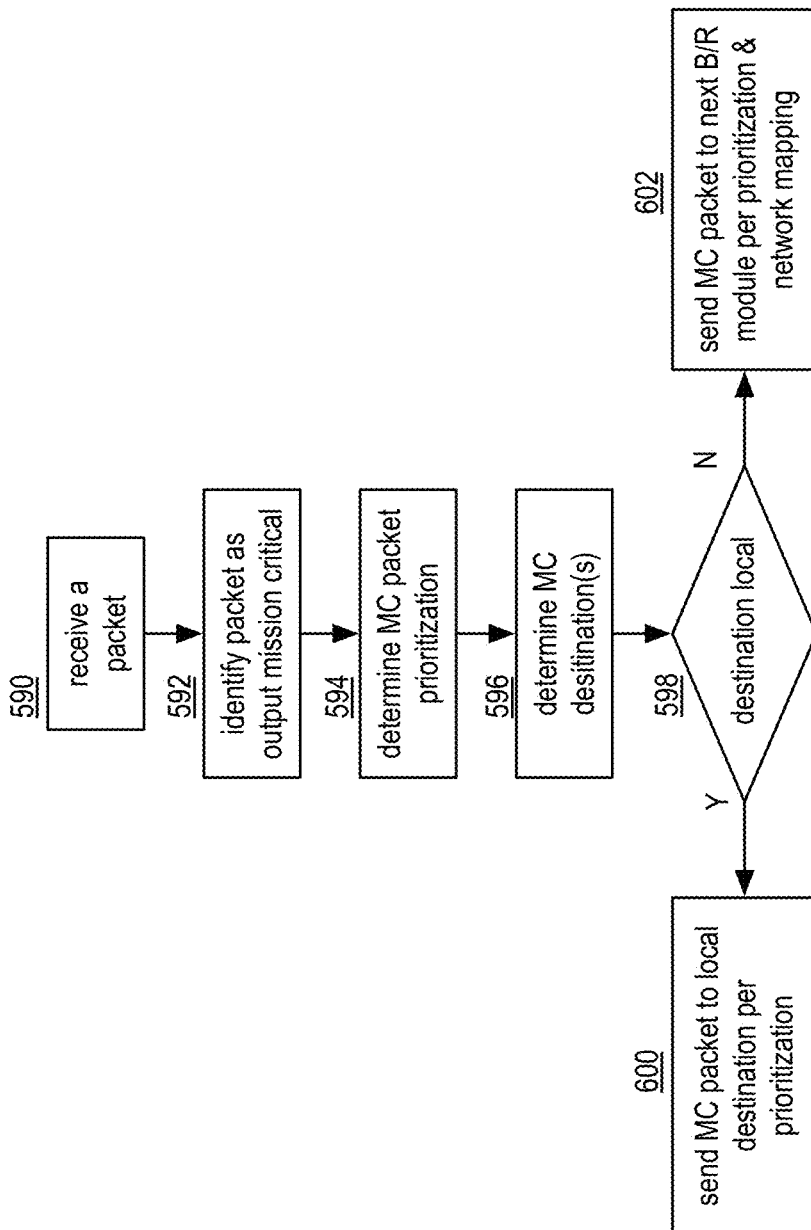 590
receive a
packet
592
identify packet as
output mission critical
594
determine MC packet
prioritization
596
determine MC
desitination(s)
598
destination local
Y
N
600
send MC packet to local
destination per
prioritization
602
send MC packet to next B/R
module per prioritization &
network mapping